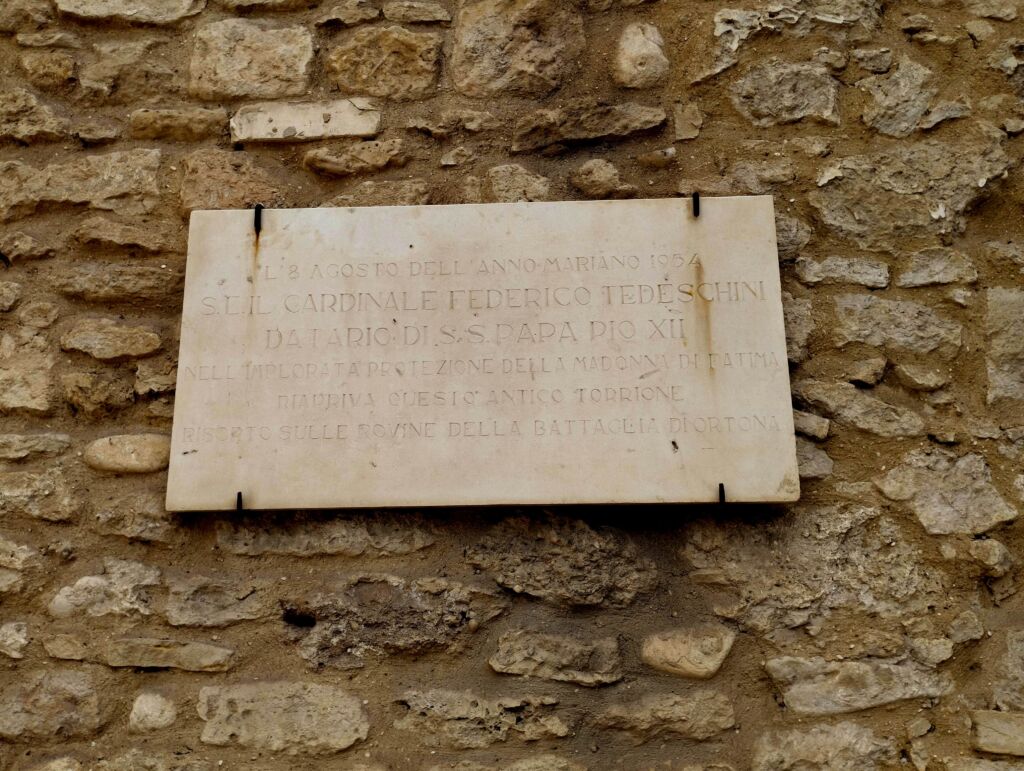 L'8 AGOSTO DELL'ANNO MARIANO 1954
S.E. IL CARDINALE FEDERICO TEDESCHINI
DATARIO DI S.S. PAPA PIO XII
NELL'IMPLORATA PROTEZIONE DELLA MADONNA DI FATIMA
RIAPRIVA QUESTO ANTICO TORRIONE
RISORTO SULLE ROVINE DELLA BATTAGLIA DI ORTONA